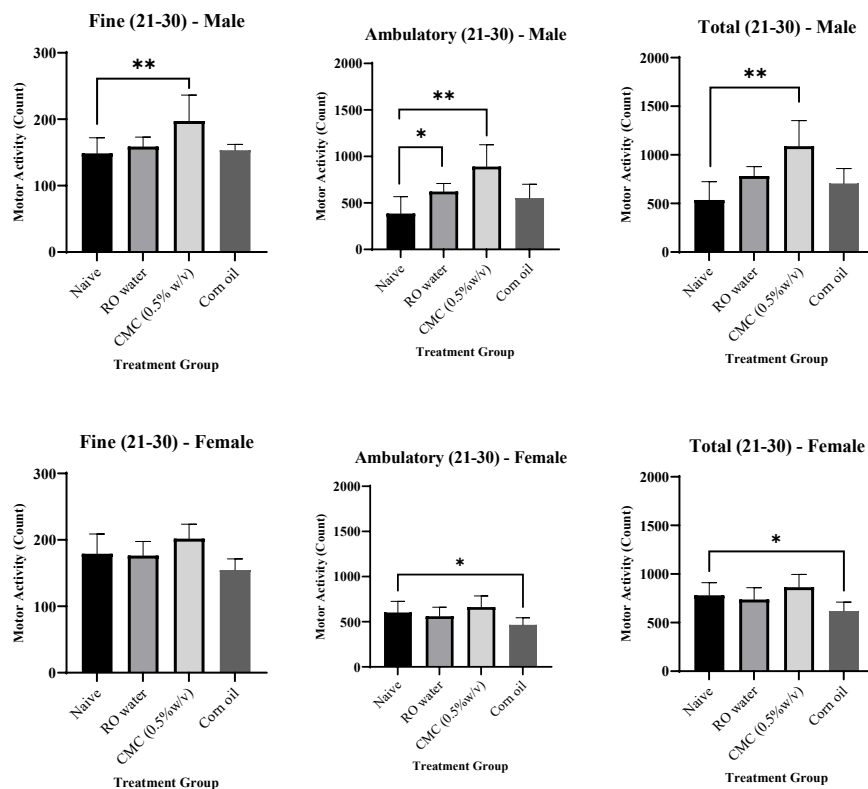 Fine (21-30) - Male
Motor Activity (Count)
300
200
100
0
**
Naive
RO water
CMC (0.5% w/v)
Corn oil
Treatment Group
Ambulatory (21-30) - Male
Motor Activity (Count)
2000
1500
1000
500
0
**
*
Naive
RO water
CMC (0.5% w/v)
Corn oil
Treatment Group
Total (21-30) - Male
Motor Activity (Count)
2000
1500
1000
500
0
**
Naive
RO water
CMC (0.5% w/v)
Corn oil
Treatment Group
Fine (21-30) - Female
Motor Activity (Count)
300
200
100
0
Naive
RO water
CMC (0.5%w/v)
Corn oil
Treatment Group
Ambulatory (21-30) - Female
Motor Activity (Count)
2000
1500
1000
500
0
*
Naive
RO water
CMC (0.5%w/v)
Corn oil
Treatment Group
Total (21-30) - Female
Motor Activity (Count)
2000
1500
1000
500
0
*
Naive
RO water
CMC (0.5%w/v)
Corn oil
Treatment Group